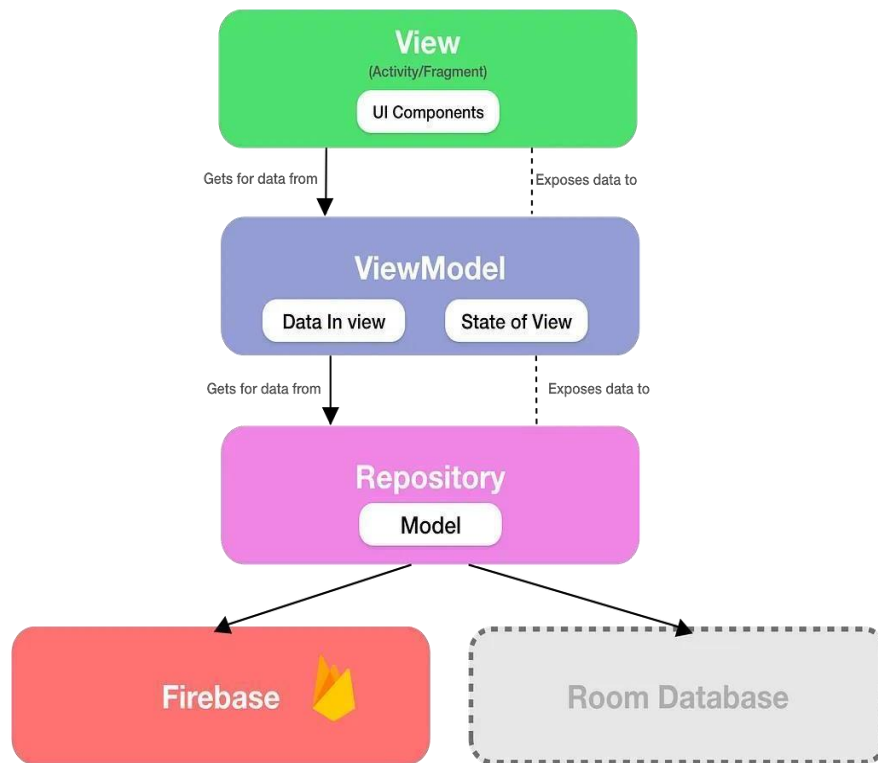 View
(Activity/Fragment)
UI Components
Gets for data from
Exposes data to
ViewModel
Data In view
State of View
Gets for data from
Exposes data to
Repository
Model
Firebase
Room Database